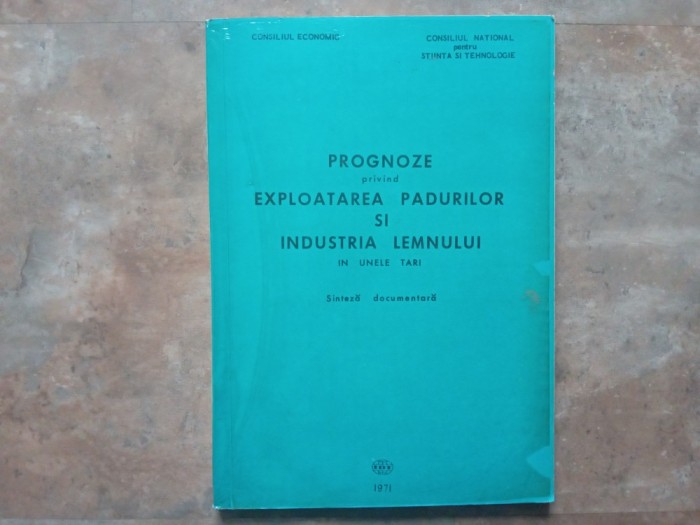 CONSILIUL ECONOMIC
CONSILIUL NATIONAL
pentru
STIINTA SI TEHNOLOGIE
PROGNOZE
privind
EXPLOATAREA PADURILOR
SI
INDUSTRIA LEMNULUI
IN UNELE TARI
Sinteză documentară
IDT
1971